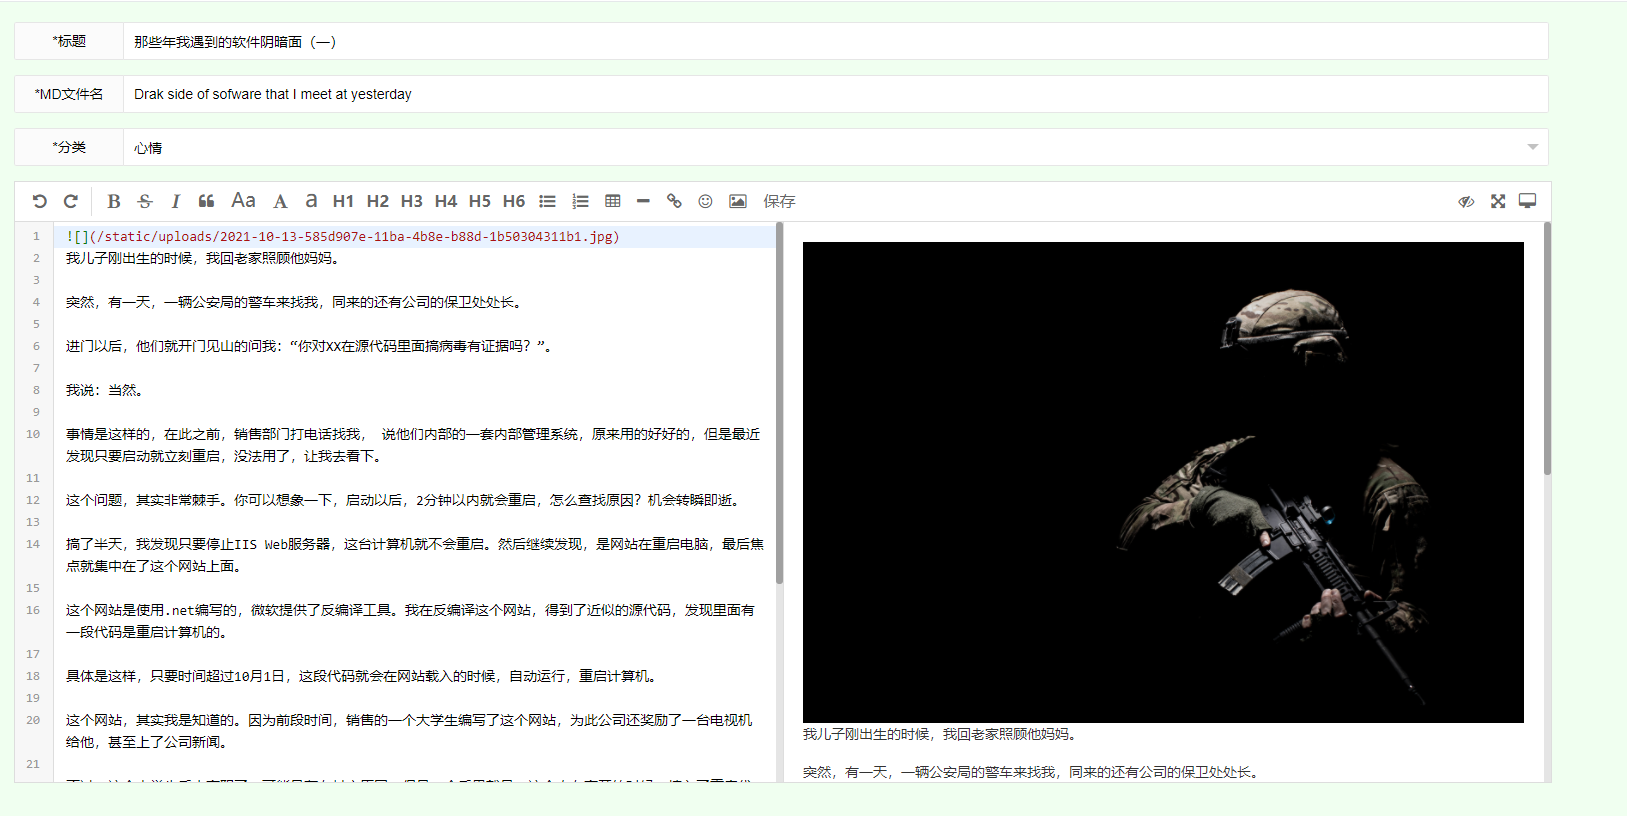 *标题
那些年我遇到的软件阴暗面（一）
*MD文件名
Drak side of sofware that I meet at yesterday
*分类
心情
B S I Aa A a H1 H2 H3 H4 H5 H6 保存
1 ![](/static/uploads/2021-10-13-585d907e-11ba-4b8e-b88d-1b50304311b1.jpg)
2 我儿子刚出生的时候，我回老家照顾他妈妈。
3
4 突然，有一天，一辆公安局的警车来找我，同来的还有公司的保卫处处长。
5
6 进门以后，他们就开门见山的问我：“你对XX在源代码里面搞病毒有证据吗？”。
7
8 我说：当然。
9
10 事情是这样的，在此之前，销售部门打电话找我， 说他们内部的一套内部管理系统，原来用的好好的，但是最近
发现只要启动就立刻重启，没法用了，让我去看下。
11
12 这个问题，其实非常棘手。你可以想象一下，启动以后，2分钟以内就会重启，怎么查找原因？机会转瞬即逝。
13
14 搞了半天，我发现只要停止IIS Web服务器，这台计算机就不会重启。然后继续发现，是网站在重启电脑，最后焦
点就集中在了这个网站上面。
15
16 这个网站是使用.net编写的，微软提供了反编译工具。我在反编译这个网站，得到了近似的源代码，发现里面有
一段代码是重启计算机的。
17
18 具体是这样，只要时间超过10月1日，这段代码就会在网站载入的时候，自动运行，重启计算机。
19
20 这个网站，其实我是知道的。因为前段时间，销售的一个大学生编写了这个网站，为此公司还奖励了一台电视机
给他，甚至上了公司新闻。
21
我儿子刚出生的时候，我回老家照顾他妈妈。
突然，有一天，一辆公安局的警车来找我，同来的还有公司的保卫处处长。